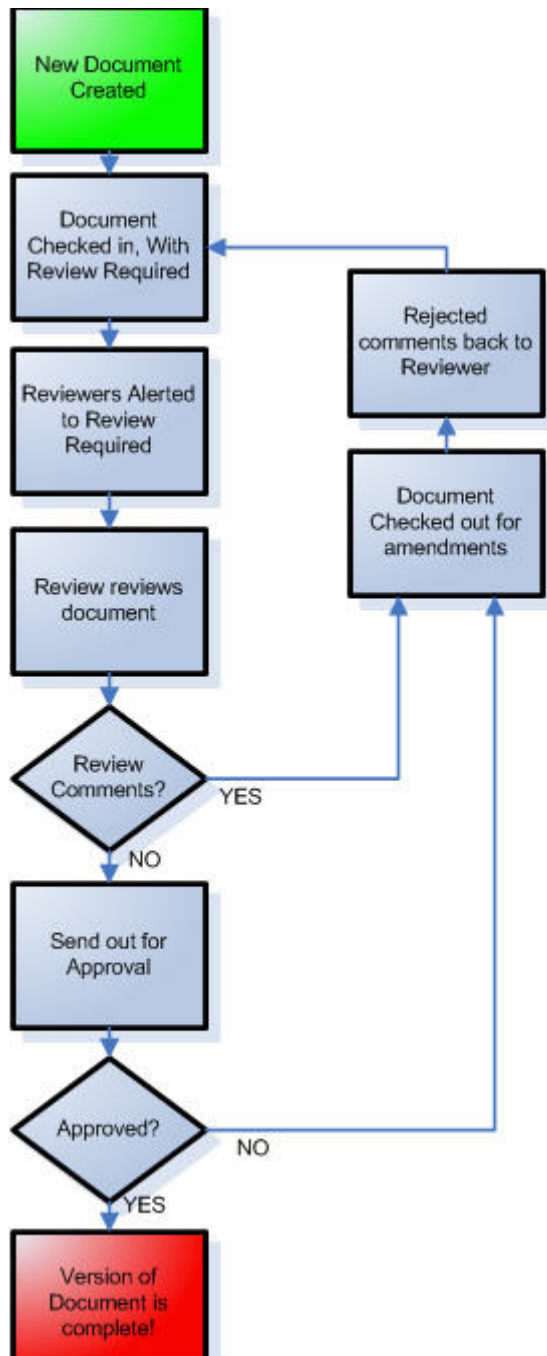 New Document
Created
Document
Checked in, With
Review Required
Rejected
comments back to
Reviewer
Reviewers Alerted
to Review
Required
Document
Checked out for
amendments
Review reviews
document
Review
Comments?
YES
NO
Send out for
Approval
Approved?
NO
YES
Version of
Document is
complete!